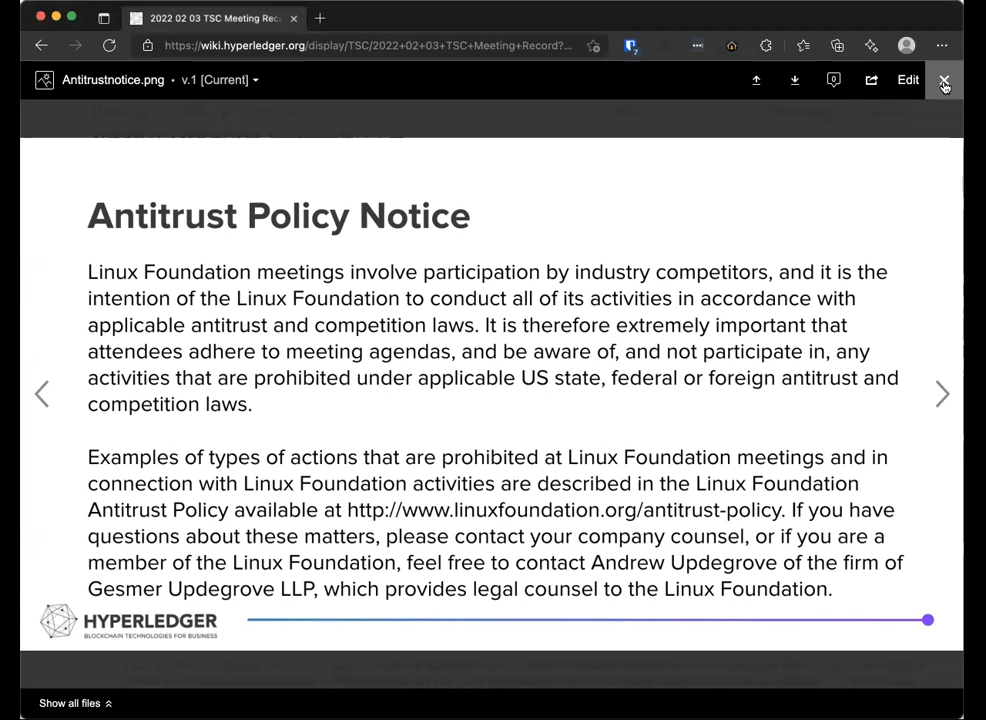 2022 02 03 TSC Meeting Rec
https://wiki.hyperledger.org/display/TSC/2022+02+03+TSC+Meeting+Record?...
7
Antitrustnotice.png • v.1 [Current]
0
Edit
Antitrust Policy Notice
Linux Foundation meetings involve participation by industry competitors, and it is the
intention of the Linux Foundation to conduct all of its activities in accordance with
applicable antitrust and competition laws. It is therefore extremely important that
attendees adhere to meeting agendas, and be aware of, and not participate in, any
activities that are prohibited under applicable US state, federal or foreign antitrust and
competition laws.
Examples of types of actions that are prohibited at Linux Foundation meetings and in
connection with Linux Foundation activities are described in the Linux Foundation
Antitrust Policy available at http://www.linuxfoundation.org/antitrust-policy. If you have
questions about these matters, please contact your company counsel, or if you are a
member of the Linux Foundation, feel free to contact Andrew Updegrove of the firm of
Gesmer Updegrove LLP, which provides legal counsel to the Linux Foundation.
HYPERLEDGER
BLOCKCHAIN TECHNOLOGIES FOR BUSINESS
Show all files